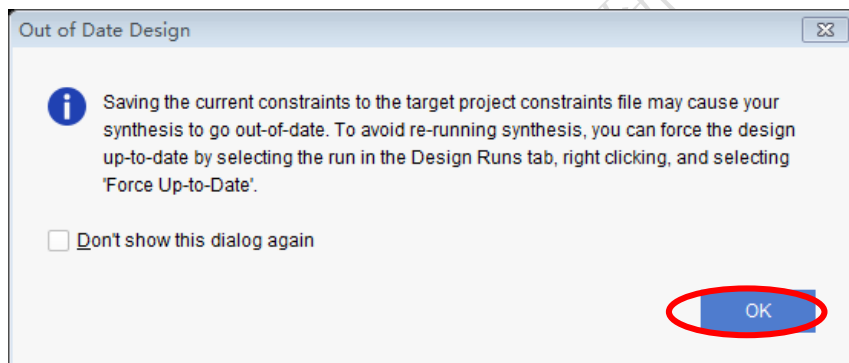 Out of Date Design
Saving the current constraints to the target project constraints file may cause your
synthesis to go out-of-date. To avoid re-running synthesis, you can force the design
up-to-date by selecting the run in the Design Runs tab, right clicking, and selecting
'Force Up-to-Date'.
Don't show this dialog again
OK